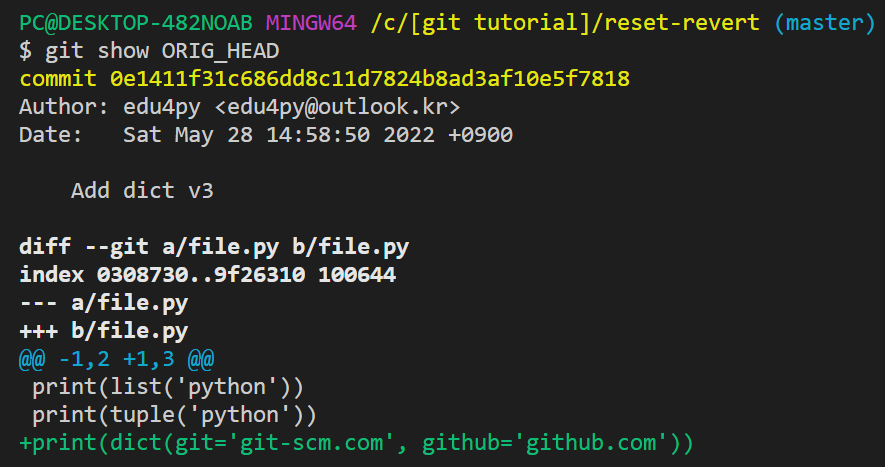 PC@DESKTOP-482NOAB MINGW64 /c/[git tutorial]/reset-revert (master)
$ git show ORIG_HEAD
commit 0e1411f31c686dd8c11d7824b8ad3af10e5f7818
Author: edu4py <edu4py@outlook.kr>
Date:   Sat May 28 14:58:50 2022 +0900
    Add dict v3
diff --git a/file.py b/file.py
index 0308730..9f26310 100644
--- a/file.py
+++ b/file.py
@@ -1,2 +1,3 @@
 print(list('python'))
 print(tuple('python'))
+print(dict(git='git-scm.com', github='github.com'))